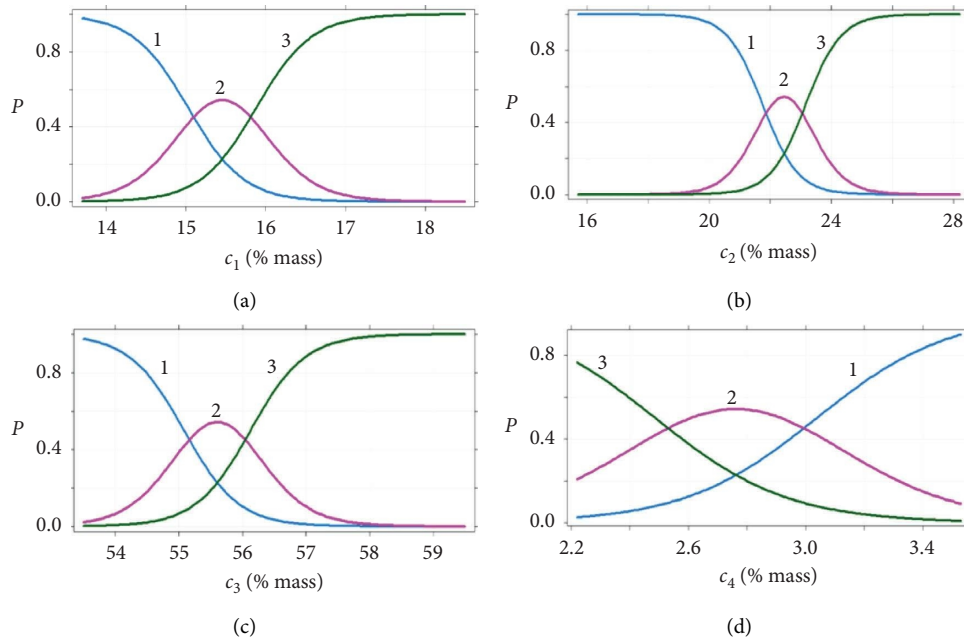 0.8
0.4
0.0
P
1
2
3
14 15 16 17 18
c1 (% mass)
(a)
0.8
0.4
0.0
P
1
2
3
16 20 24 28
c2 (% mass)
(b)
0.8
0.4
0.0
P
1
2
3
54 55 56 57 58 59
c3 (% mass)
(c)
0.8
0.4
0.0
P
3
2
1
2.2 2.6 3.0 3.4
c4 (% mass)
(d)